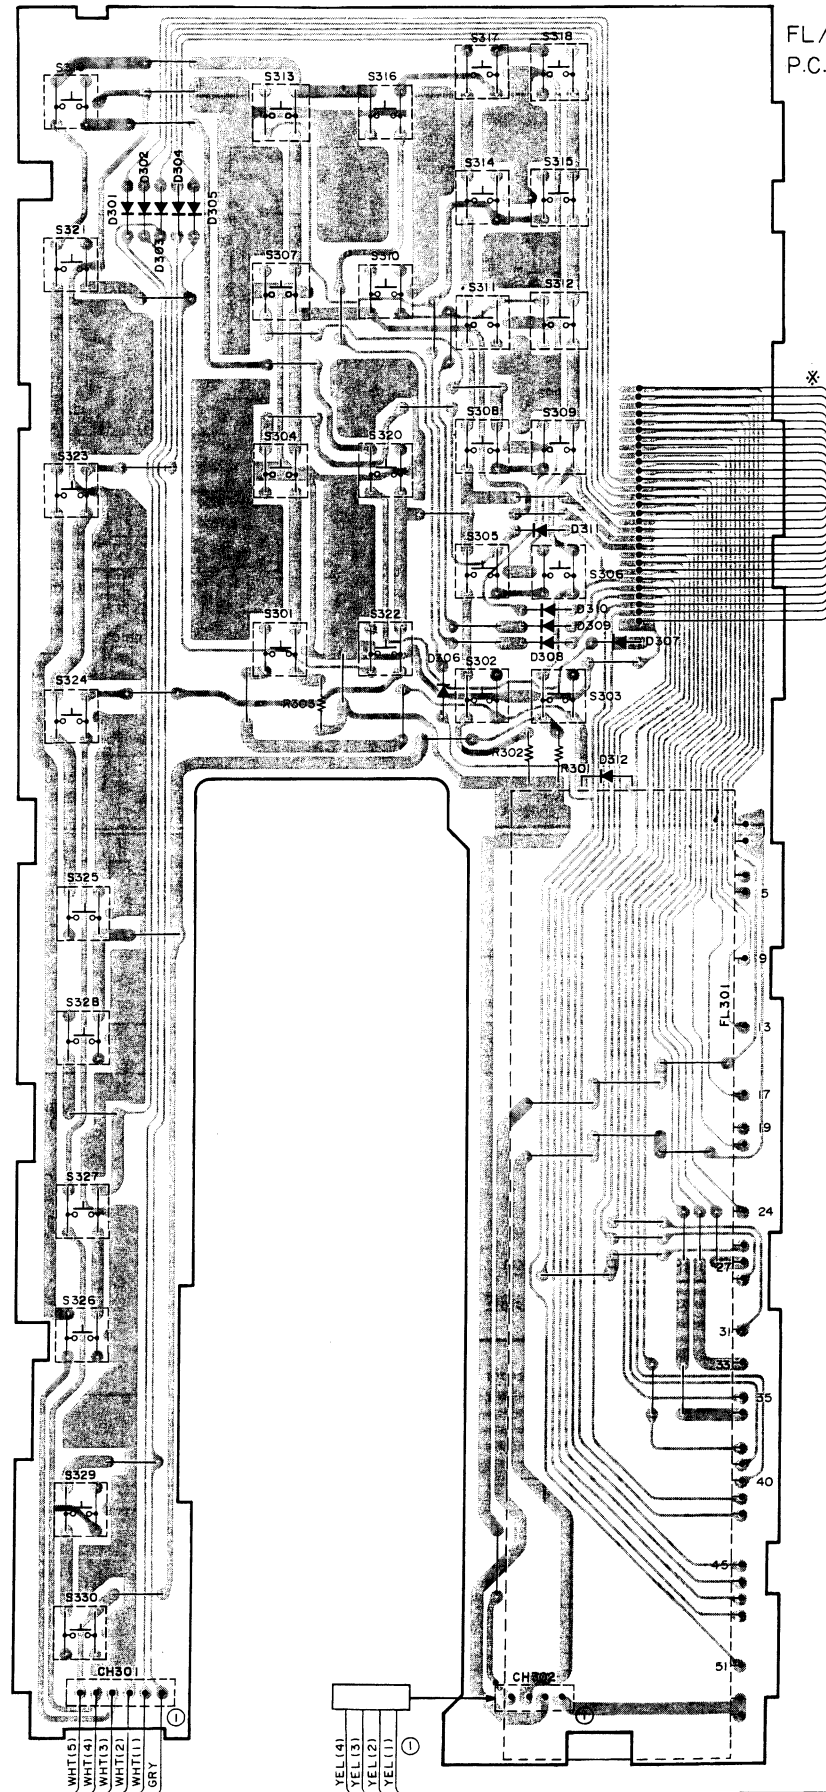 FL/
P.C.
S317
S318
S313
S316
S314
S315
D301
D302
D303
D304
D305
S321
S307
S310
S311
S312
※
S308
S309
S323
S304
S320
D311
S305
S306
D310
D309
S301
S322
D307
D306
S302
D308
S303
S324
R303
R302
R301
D312
S325
5
9
FL301
S328
13
17
19
S327
24
27
S326
31
33
35
S329
40
45
S330
CH301
51
CH302
①
①
WHT(5)
WHT(4)
WHT(3)
WHT(2)
WHT(1)
GRY
YEL(4)
YEL(3)
YEL(2)
YEL(1)
①